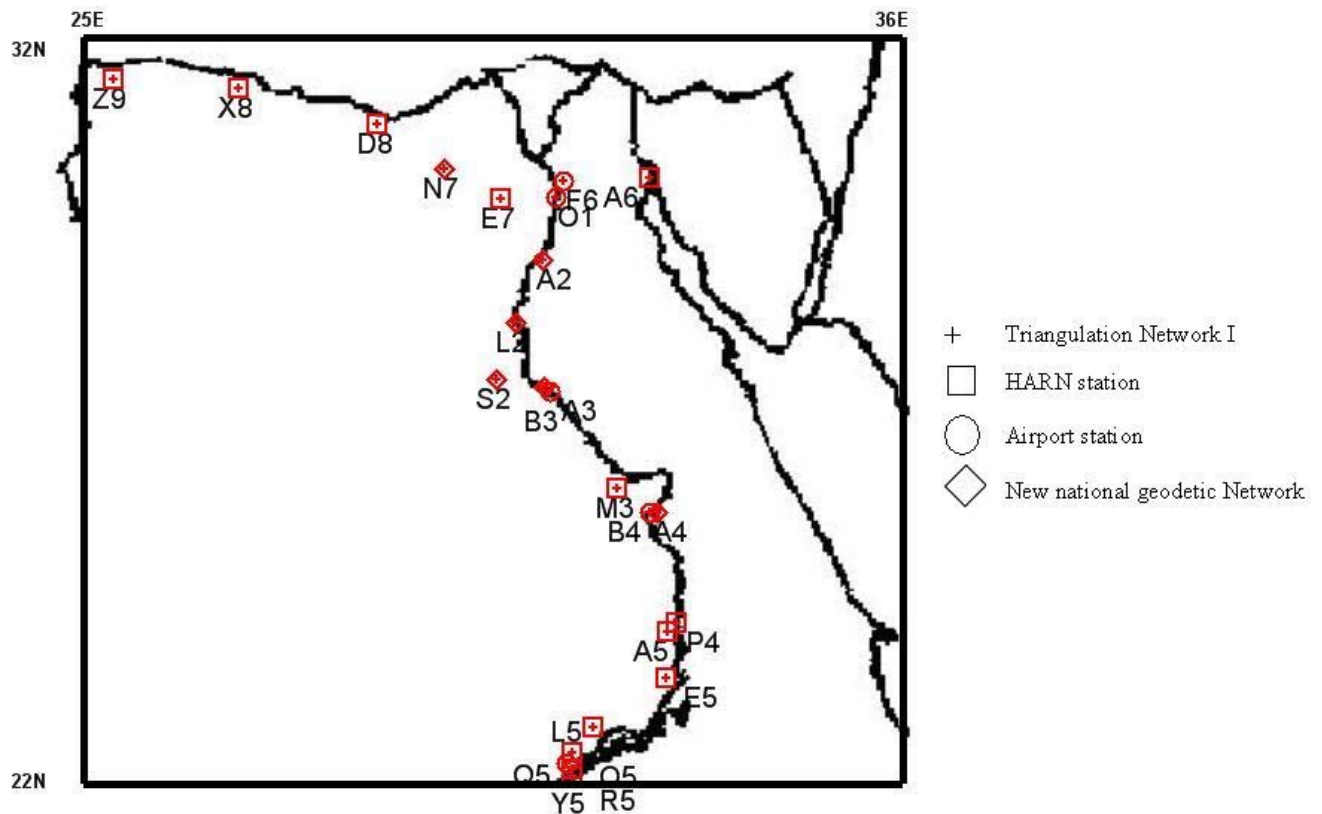 25E 36E
32N
Z9
X8
D8
N7
E7
F6
O1
A6
A2
L2
S2
B3
A3
M3
B4
A4
A5
P4
E5
L5
O5
R5
Y5
22N
Triangulation Network I
HARN station
Airport station
New national geodetic Network